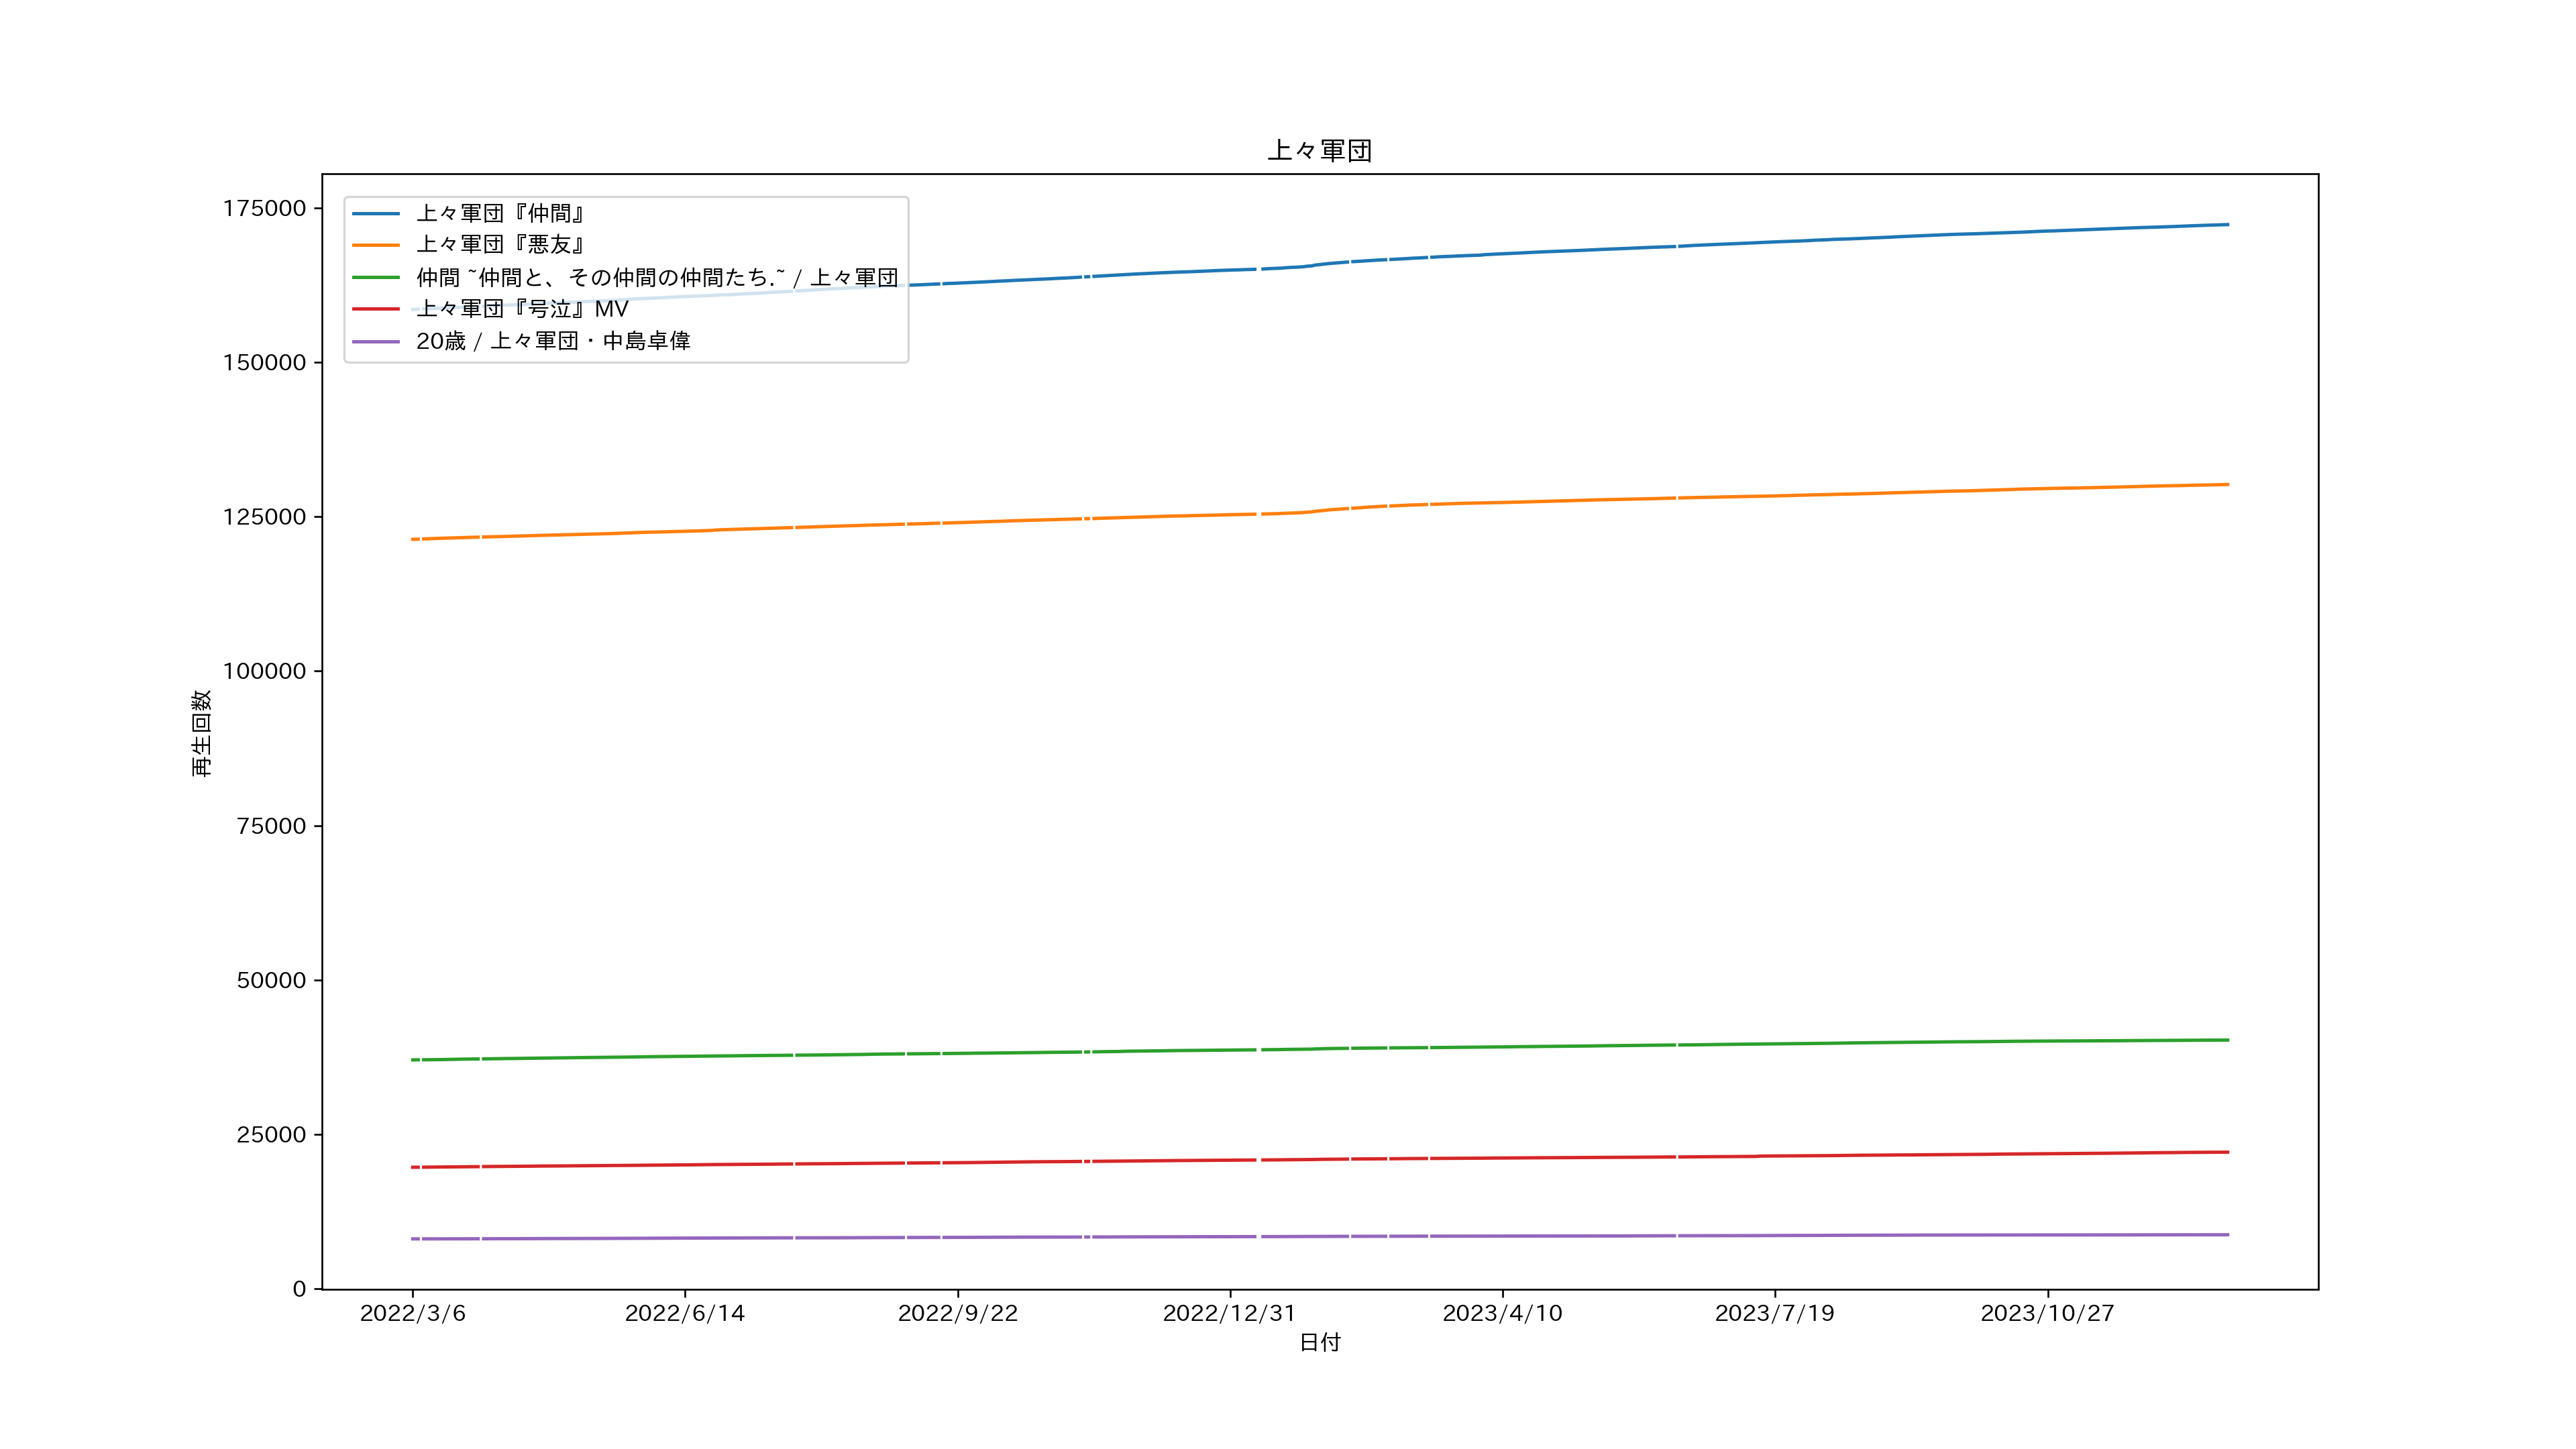 上々軍団
175000
150000
125000
100000
75000
50000
25000
0
再生回数
上々軍団『仲間』
上々軍団『悪友』
仲間 ~仲間と、その仲間の仲間たち.~ / 上々軍団
上々軍団『号泣』MV
20歳 / 上々軍団・中島卓偉
2022/3/6
2022/6/14
2022/9/22
2022/12/31
2023/4/10
2023/7/19
2023/10/27
日付